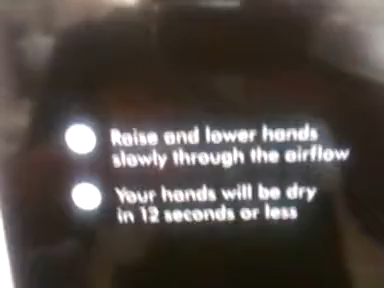 Raise and lower hands
slowly through the airflow
Your hands will be dry
in 12 seconds or less